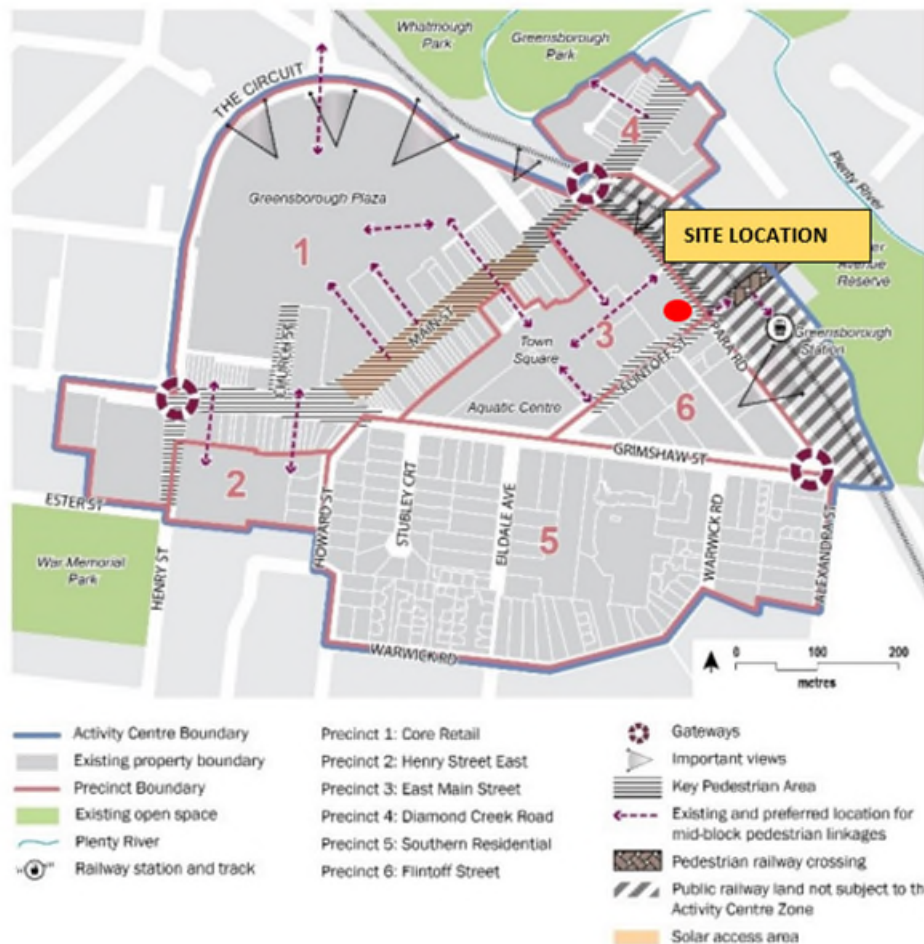 Whatmough
Park
Greensborough
Park
THE CIRCUIT
4
Plenty River
Greensborough Plaza
SITE LOCATION
Avenue
Reserve
1
MAIN ST
CHURCH ST
3
Town
Square
FLINTOFF ST
PARA RD
Greensborough
Station
Aquatic Centre
6
GRIMSHAW ST
2
ESTER ST
HOWARD ST
STUBLEY CRT
EILDALE AVE
5
WARWICK RD
ALEXANDRA ST
War Memorial
Park
HENRY ST
WARWICK RD
0 100 200
metres
Activity Centre Boundary
Existing property boundary
Precinct Boundary
Existing open space
Plenty River
Railway station and track
Precinct 1: Core Retail
Precinct 2: Henry Street East
Precinct 3: East Main Street
Precinct 4: Diamond Creek Road
Precinct 5: Southern Residential
Precinct 6: Flintoff Street
Gateways
Important views
Key Pedestrian Area
Existing and preferred location for
mid-block pedestrian linkages
Pedestrian railway crossing
Public railway land not subject to th
Activity Centre Zone
Solar access area